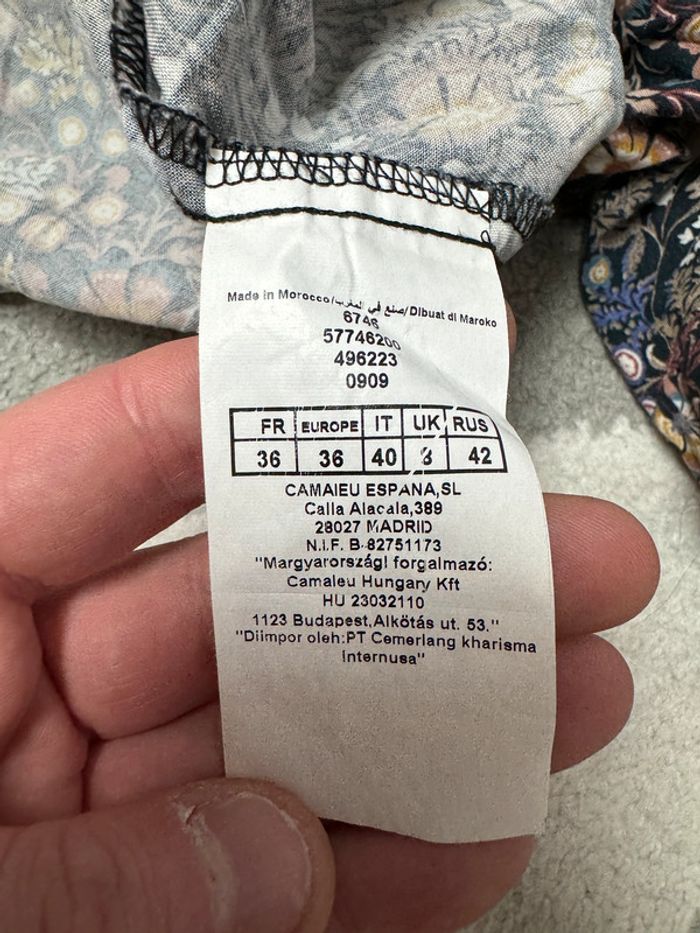 Made in Morocco/صنع في المغرب/Dibuat di Maroko
6746
57746200
496223
0909
FR EUROPE IT UK RUS
36 36 40 8 42
CAMAIEU ESPANA,SL
Calla Alacala,389
28027 MADRID
N.I.F. B-82751173
"Margyarországl forgalmazó:
Camaleu Hungary Kft
HU 23032110
1123 Budapest,Alkőtás ut. 53."
"Diimpor oleh:PT Cemerlang kharisma
Internusa"